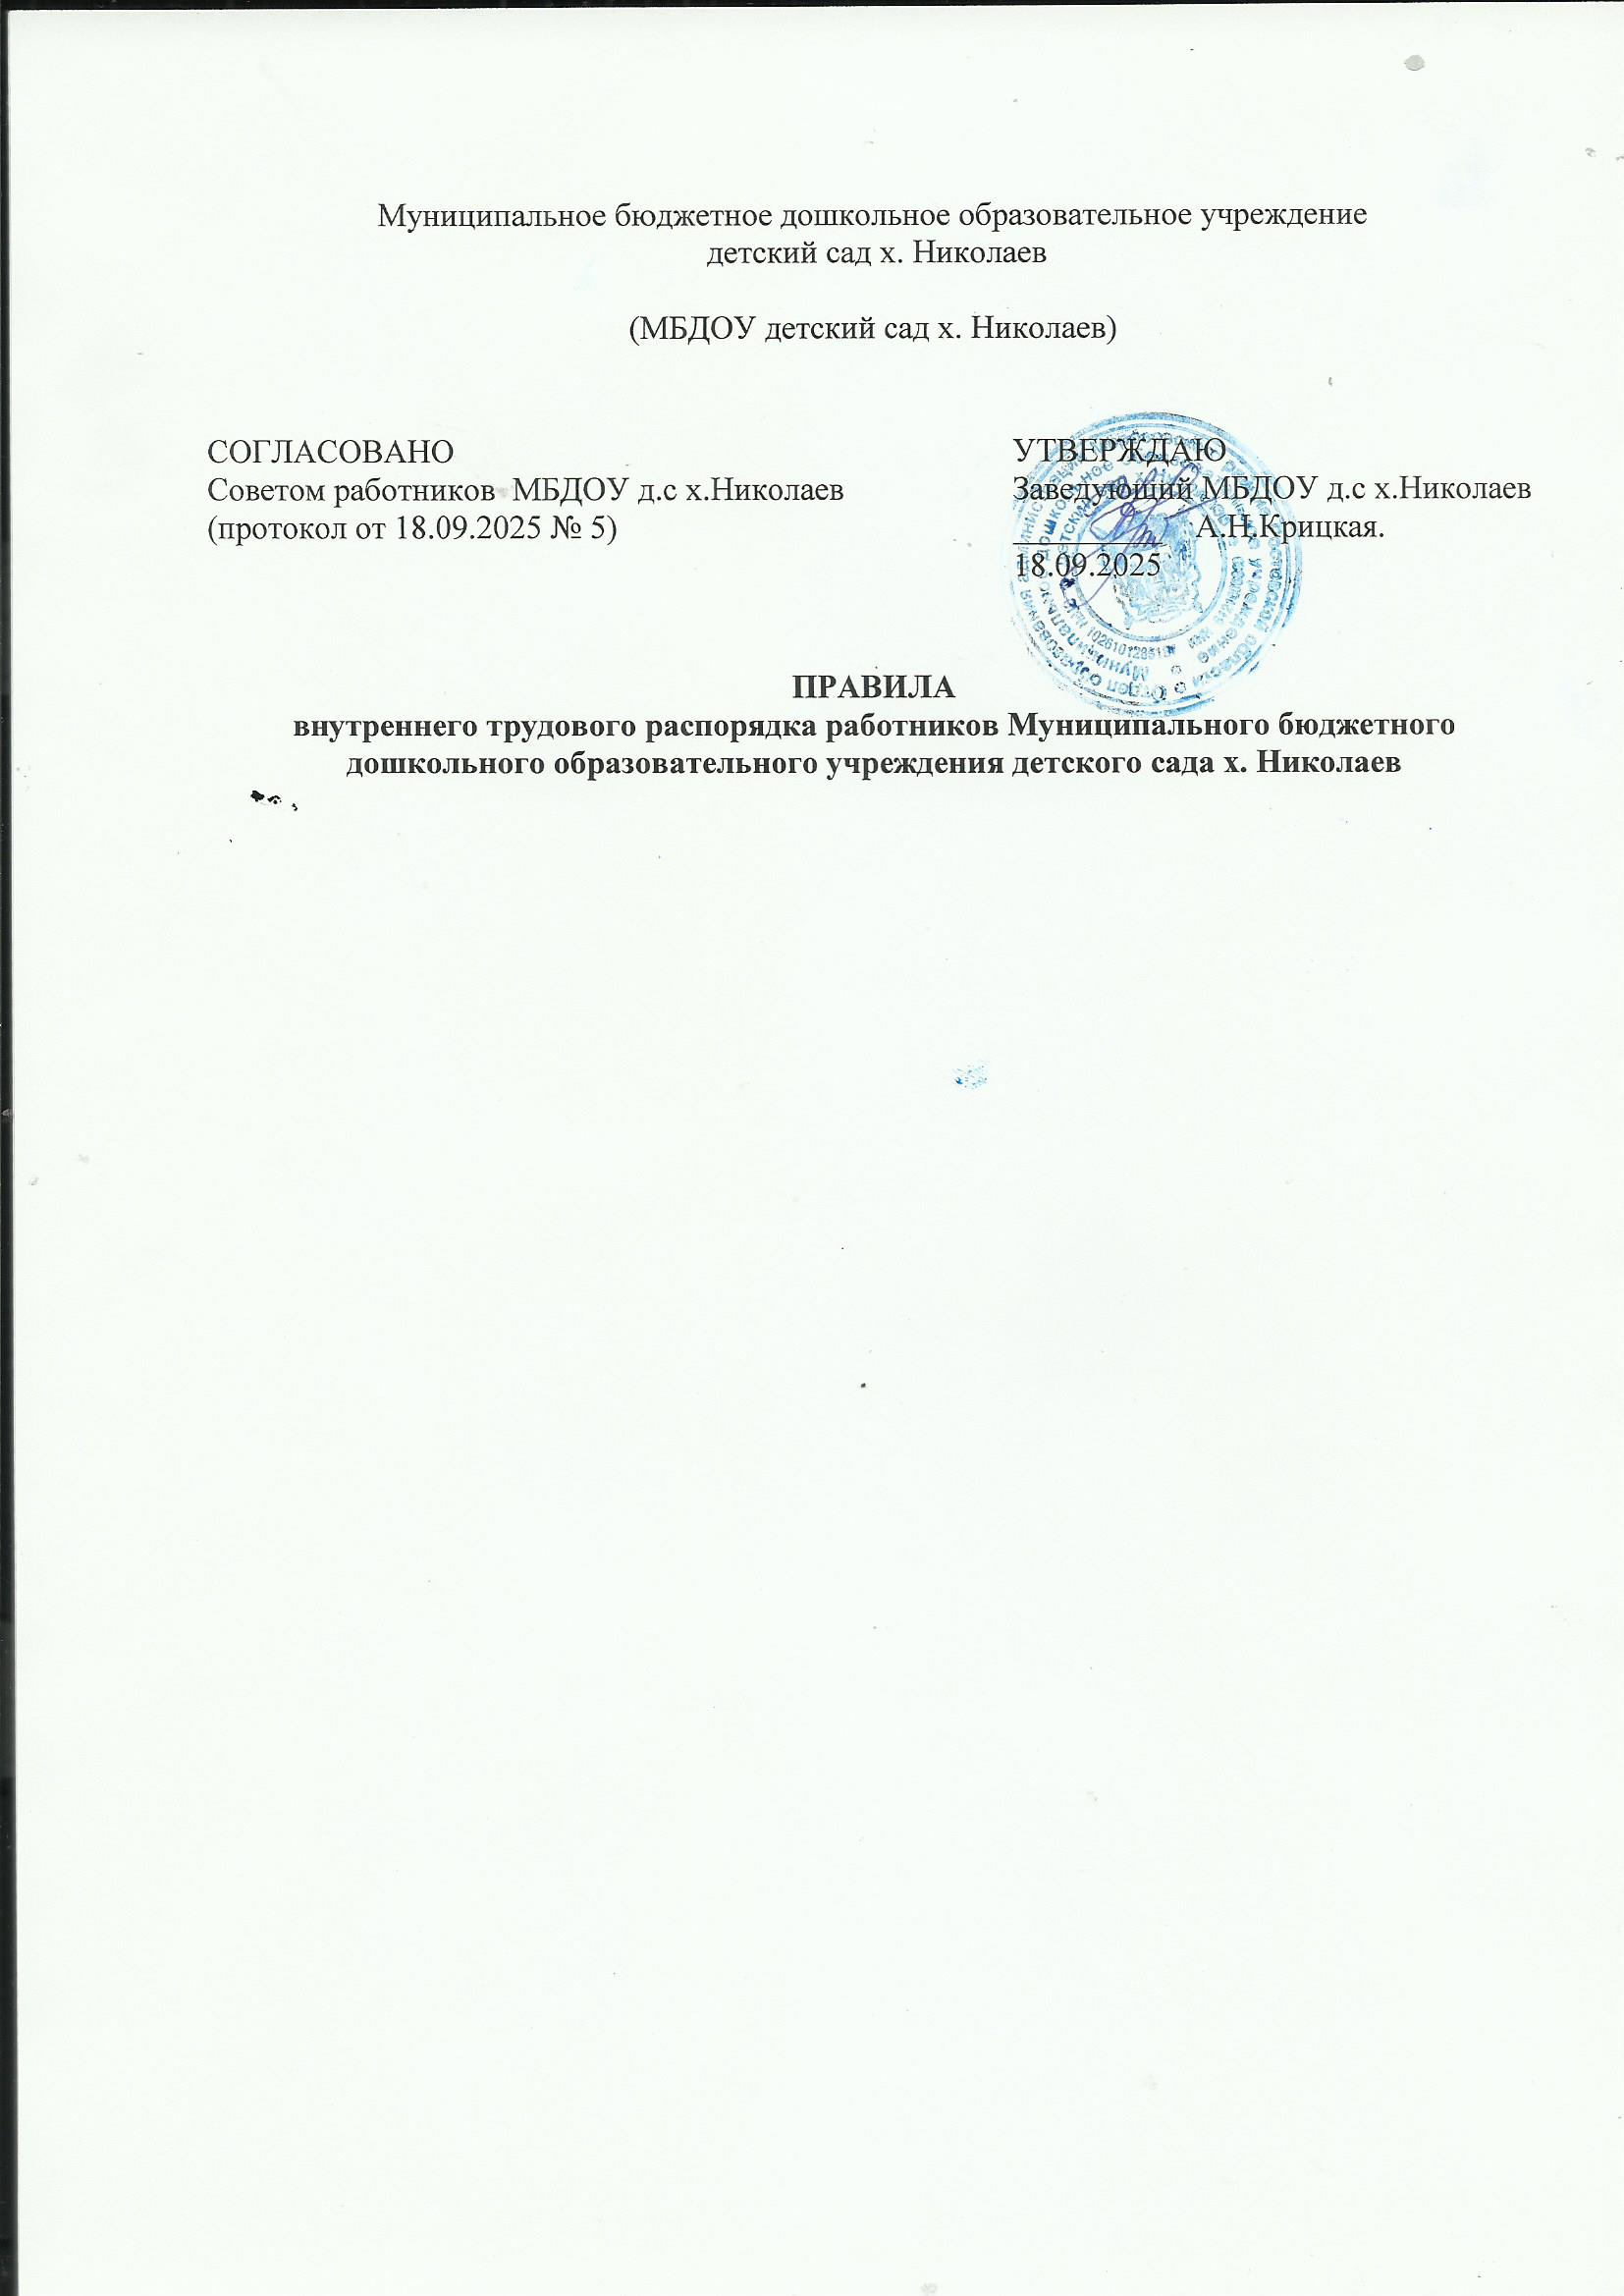 Муниципальное бюджетное дошкольное образовательное учреждение
детский сад х. Николаев
(МБДОУ детский сад х. Николаев)
СОГЛАСОВАНО
Советом работников МБДОУ д.с х.Николаев
(протокол от 18.09.2025 № 5)
УТВЕРЖДАЮ
Заведующий МБДОУ д.с х.Николаев
_________ А.Н.Крицкая.
18.09.2025
ПРАВИЛА
внутреннего трудового распорядка работников Муниципального бюджетного
дошкольного образовательного учреждения детского сада х. Николаев